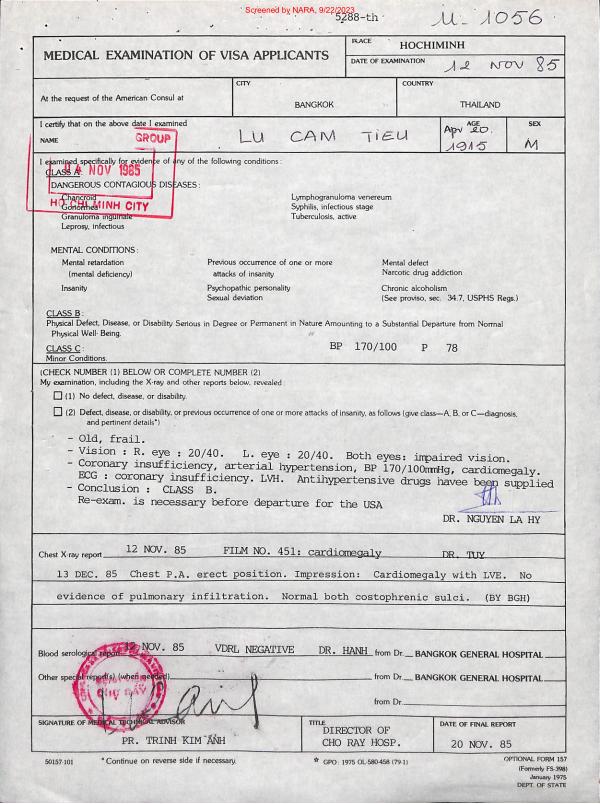 Screened by NARA, 9/22/2023
5288-th M-1056
MEDICAL EXAMINATION OF VISA APPLICANTS
PLACE HOCHIMINH
DATE OF EXAMINATION 12 NOV 85
At the request of the American Consul at
CITY BANGKOK
COUNTRY THAILAND
I certify that on the above date I examined
NAME LU CAM TIEU
AGE Apr 20. 1915
SEX M
GROUP
14 NOV 1985
HO CHI MINH CITY
I examined specifically for evidence of any of the following conditions:
CLASS A:
DANGEROUS CONTAGIOUS DISEASES:
Chancroid
Gonorrhea
Granuloma inguinale
Leprosy, infectious
Lymphogranuloma venereum
Syphilis, infectious stage
Tuberculosis, active
MENTAL CONDITIONS:
Mental retardation
(mental deficiency)
Insanity
Previous occurrence of one or more
attacks of insanity
Psychopathic personality
Sexual deviation
Mental defect
Narcotic drug addiction
Chronic alcoholism
(See proviso, sec. 34.7, USPHS Regs.)
CLASS B:
Physical Defect, Disease, or Disability Serious in Degree or Permanent in Nature Amounting to a Substantial Departure from Normal
Physical Well-Being.
CLASS C:
Minor Conditions.
BP 170/100 P 78
(CHECK NUMBER (1) BELOW OR COMPLETE NUMBER (2)
My examination, including the X-ray and other reports below, revealed:
☐ (1) No defect, disease, or disability.
☐ (2) Defect, disease, or disability, or previous occurrence of one or more attacks of insanity, as follows (give class—A, B, or C—diagnosis,
and pertinent details*)
- Old, frail.
- Vision : R. eye : 20/40. L. eye : 20/40. Both eyes: impaired vision.
- Coronary insufficiency, arterial hypertension, BP 170/100mmHg, cardiomegaly.
ECG : coronary insufficiency. LVH. Antihypertensive drugs havee been supplied
- Conclusion : CLASS B.
Re-exam. is necessary before departure for the USA
DR. NGUYEN LA HY
Chest X-ray report 12 NOV. 85 FILM NO. 451: cardiomegaly DR. TUY
13 DEC. 85 Chest P.A. erect position. Impression: Cardiomegaly with LVE. No
evidence of pulmonary infiltration. Normal both costophrenic sulci. (BY BGH)
Blood serological report 12 NOV. 85 VDRL NEGATIVE DR. HANH from Dr. BANGKOK GENERAL HOSPITAL
Other special report(s) (when needed) from Dr. BANGKOK GENERAL HOSPITAL
from Dr.
CHO RAY
SIGNATURE OF MEDICAL TECHNICAL ADVISOR
PR. TRINH KIM ANH
TITLE
DIRECTOR OF
CHO RAY HOSP.
DATE OF FINAL REPORT
20 NOV. 85
50157-101
*Continue on reverse side if necessary.
* GPO: 1975 OL-580-458 (79-1)
OPTIONAL FORM 157
(Formerly FS-398)
January 1975
DEPT. OF STATE